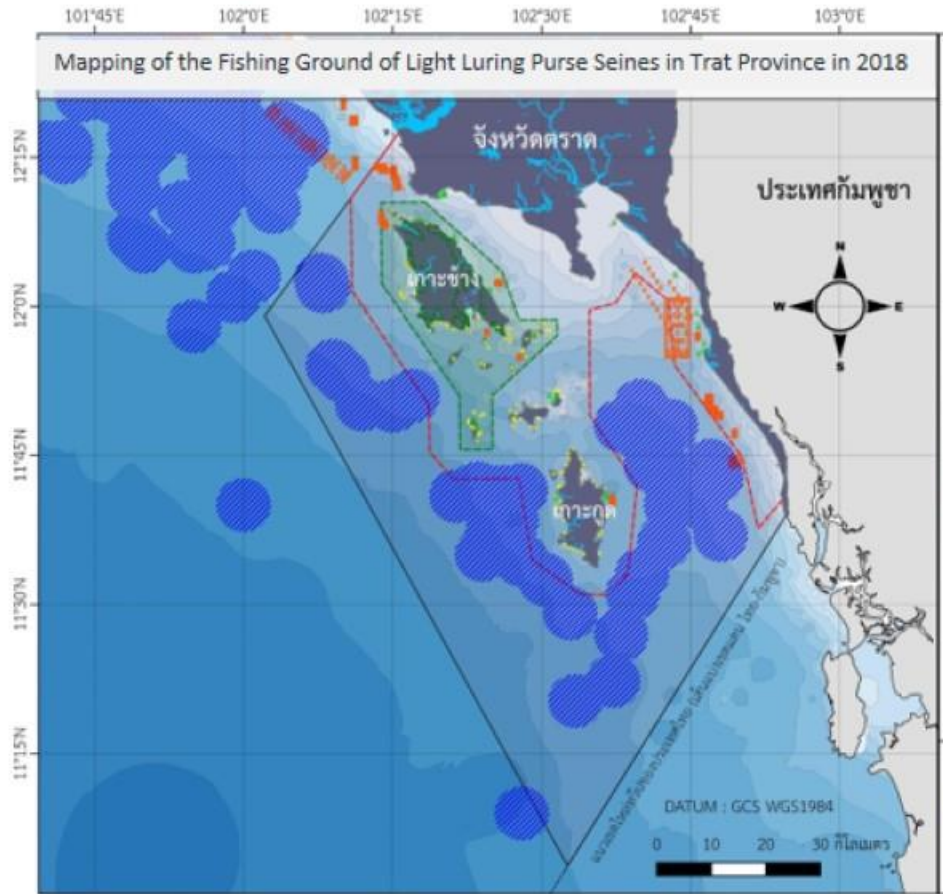 101°45'E 102°0'E 102°15'E 102°30'E 102°45'E 103°0'E
Mapping of the Fishing Ground of Light Luring Purse Seines in Trat Province in 2018
จังหวัดตราด
12°15'N
ประเทศกัมพูชา
N
เกาะช้าง
12°0'N
W E
S
11°45'N
เกาะกูด
11°30'N
11°15'N
DATUM : GCS WGS1984
0 10 20 30 กิโลเมตร